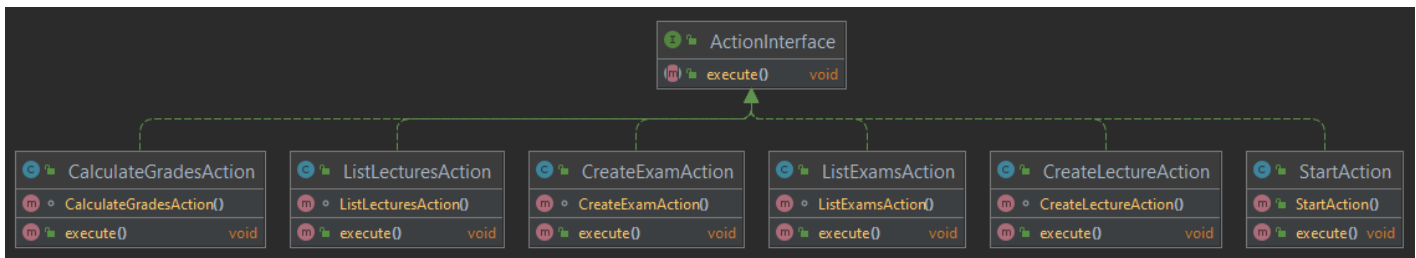 ActionInterface
execute() void
CalculateGradesAction ListLecturesAction CreateExamAction ListExamsAction CreateLectureAction StartAction
CalculateGradesAction() ListLecturesAction() CreateExamAction() ListExamsAction() CreateLectureAction() StartAction()
execute() void execute() void execute() void execute() void execute() void execute() void